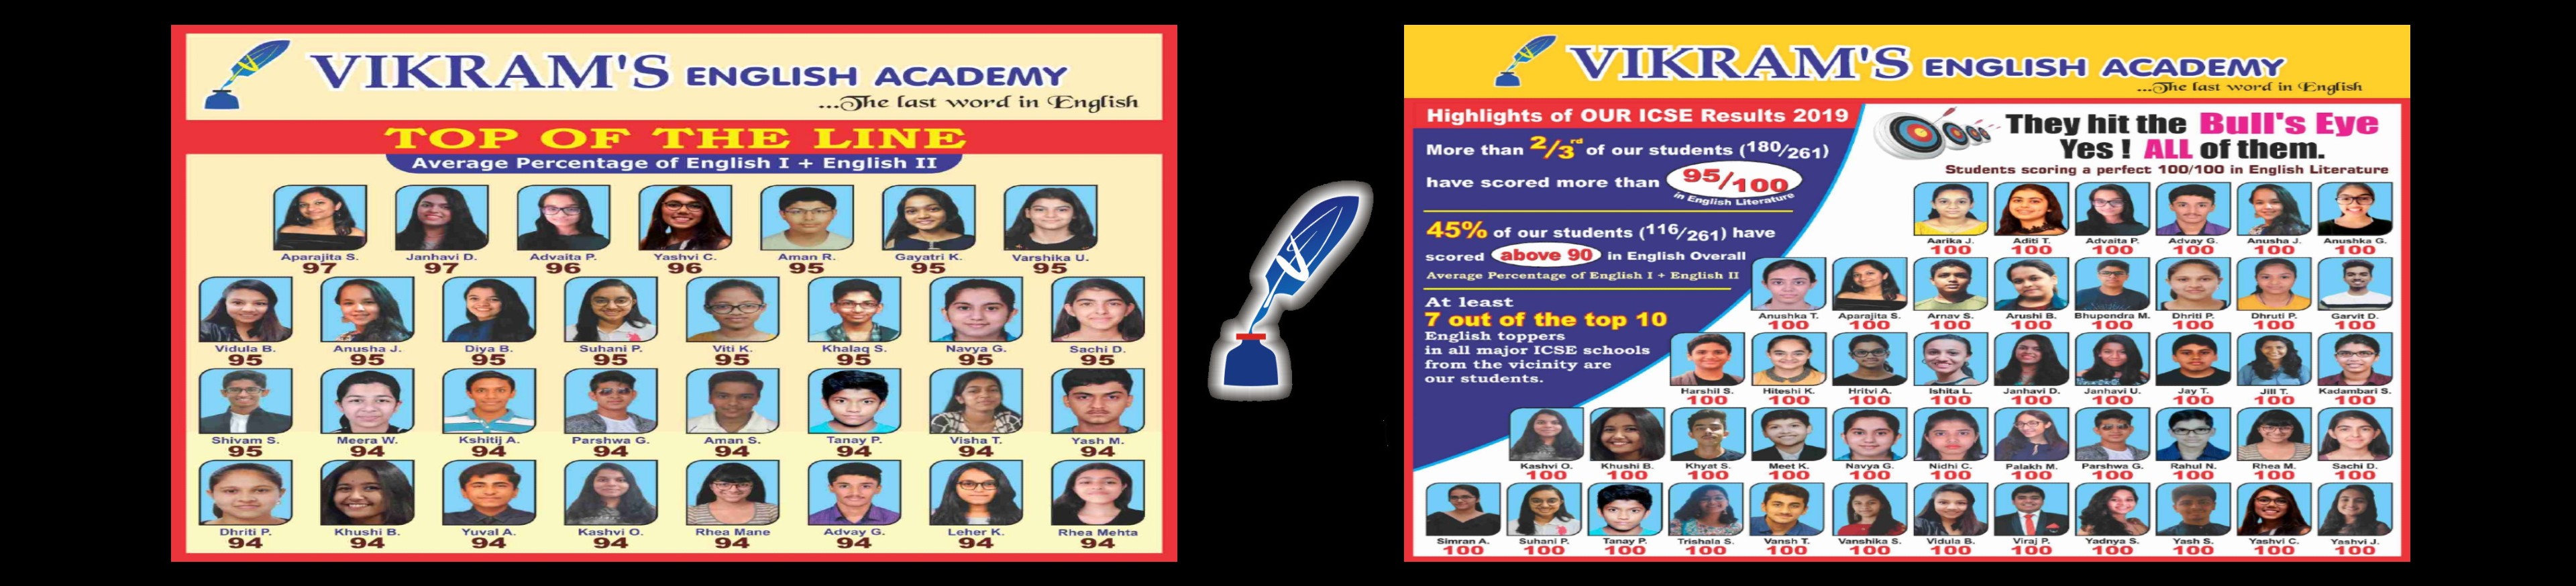 VIKRAM'S ENGLISH ACADEMY
...The last word in English
TOP OF THE LINE
Average Percentage of English I + English II
Aparajita S. Janhavi D. Advaita P. Yashvi C. Aman R. Gayatri K. Varshika U.
97 97 96 96 95 95 95
Vidula B. Anusha J. Diya B. Suhani P. Viti K. Khalaq S. Navya G. Sachi D.
95 95 95 95 95 95 95 95
Shivam S. Meera W. Kshitij A. Parshwa G. Aman S. Tanay P. Visha T. Yash M.
95 94 94 94 94 94 94 94
Dhriti P. Khushi B. Yuval A. Kashvi O. Rhea Mane Advay G. Leher K. Rhea Mehta
94 94 94 94 94 94 94 94
VIKRAM'S ENGLISH ACADEMY
...The last word in English
Highlights of OUR ICSE Results 2019
More than 2/3rd of our students (180/261)
have scored more than 95/100
in English Literature
45% of our students (116/261) have
scored above 90 in English Overall
Average Percentage of English I + English II
At least
7 out of the top 10
English toppers
in all major ICSE schools
from the vicinity are
our students.
They hit the Bull's Eye
Yes ! ALL of them.
Students scoring a perfect 100/100 in English Literature
Aarika J. Aditi T. Advaita P. Advay G. Anusha J. Anushka G.
100 100 100 100 100 100
Anushka T. Aparajita S. Arnav S. Arushi B. Bhupendra M. Dhriti P. Dhruti P. Garvit D.
100 100 100 100 100 100 100 100
Harshil S. Hiteshi K. Hritvi A. Ishita L. Janhavi D. Janhavi U. Jay T. Jill T. Kadambari S.
100 100 100 100 100 100 100 100 100
Kashvi O. Khushi B. Khyat S. Meet K. Navya G. Nidhi C. Palakh M. Parshwa G. Rahul N. Rhea M. Sachi D.
100 100 100 100 100 100 100 100 100 100 100
Simran A. Suhani P. Tanay P. Trishala S. Vansh T. Vanshika S. Vidula B. Viraj P. Yadnya S. Yash S. Yashvi C. Yashvi J.
100 100 100 100 100 100 100 100 100 100 100 100